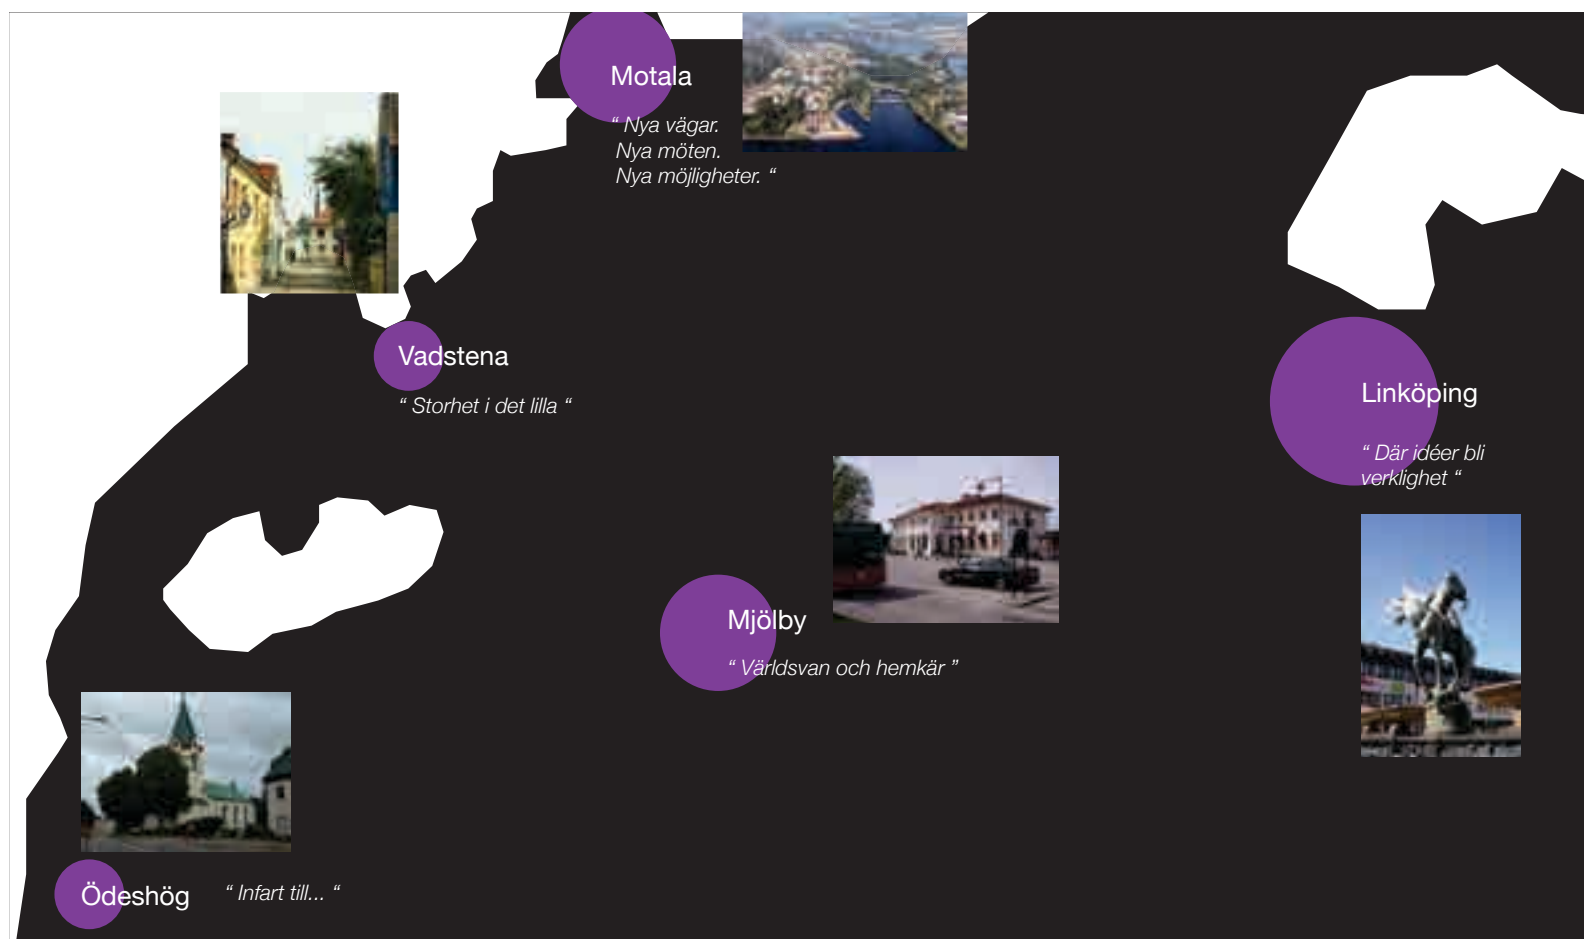 Motala
“ Nya vägar.
Nya möten.
Nya möjligheter. “
Vadstena
“ Storhet i det lilla “
Linköping
“ Där idéer bli
verklighet “
Mjölby
“ Världsvan och hemkär ”
Ödeshög
“ Infart till... “